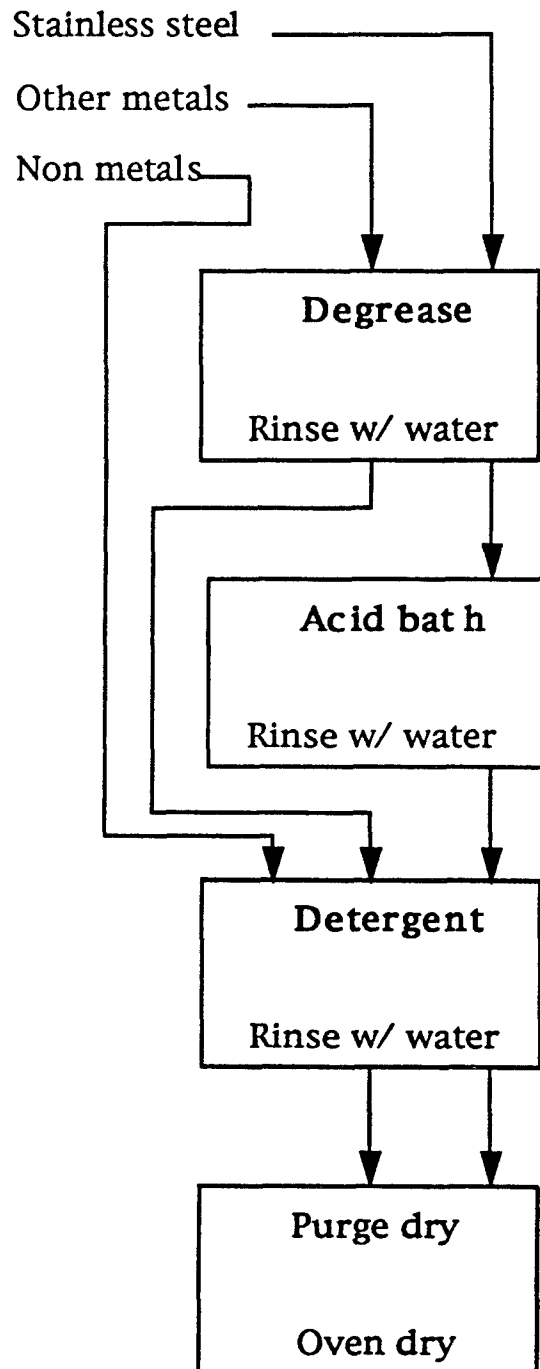 Stainless steel
Other metals
Non metals
Degrease
Rinse w/ water
Acid bath
Rinse w/ water
Detergent
Rinse w/ water
Purge dry
Oven dry